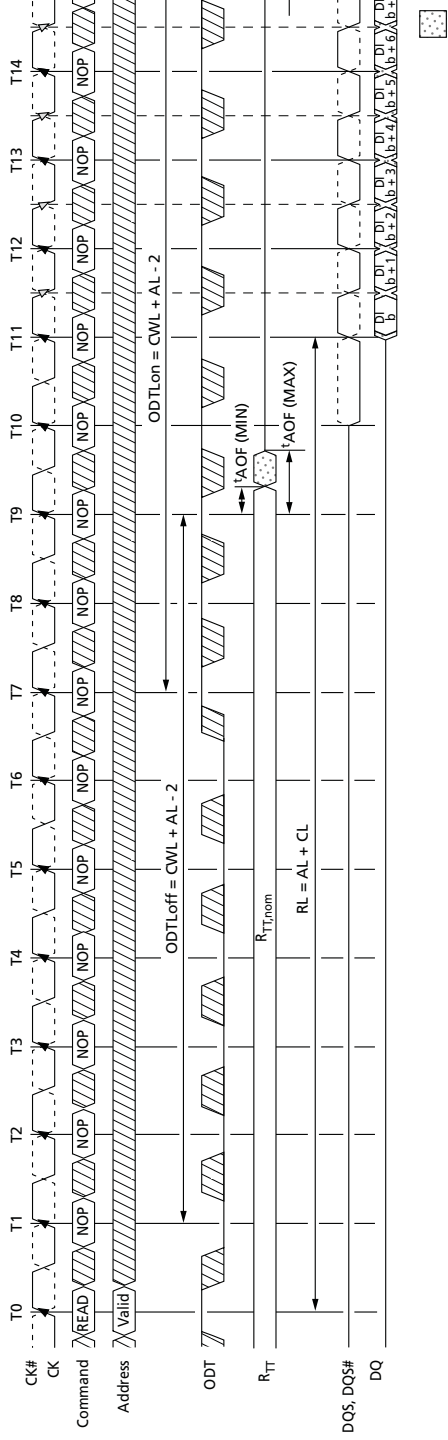 T0 T1 T2 T3 T4 T5 T6 T7 T8 T9 T10 T11 T12 T13 T14
CK#
CK
Command READ NOP NOP NOP NOP NOP NOP NOP NOP NOP NOP NOP NOP NOP NOP
Address Valid
ODTLon = CWL + AL - 2
ODTLoff = CWL + AL - 2
ODT
tAOF (MIN)
RTT RTT,nom
tAOF (MAX)
RL = AL + CL
DQS, DQS#
DQ
DI DI DI DI DI DI DI DI
b b + 1 b + 2 b + 3 b + 4 b + 5 b + 6 b +